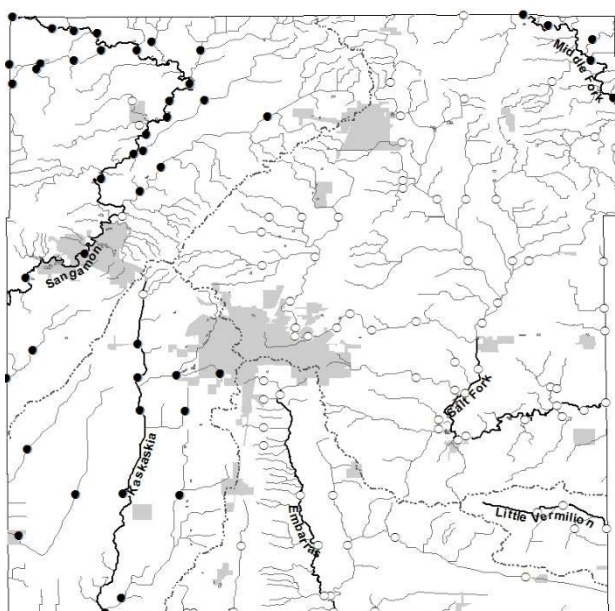 Middle Fork
Sangamon
Salt Fork
Kaskaskia
Embarras
Little Vermilion